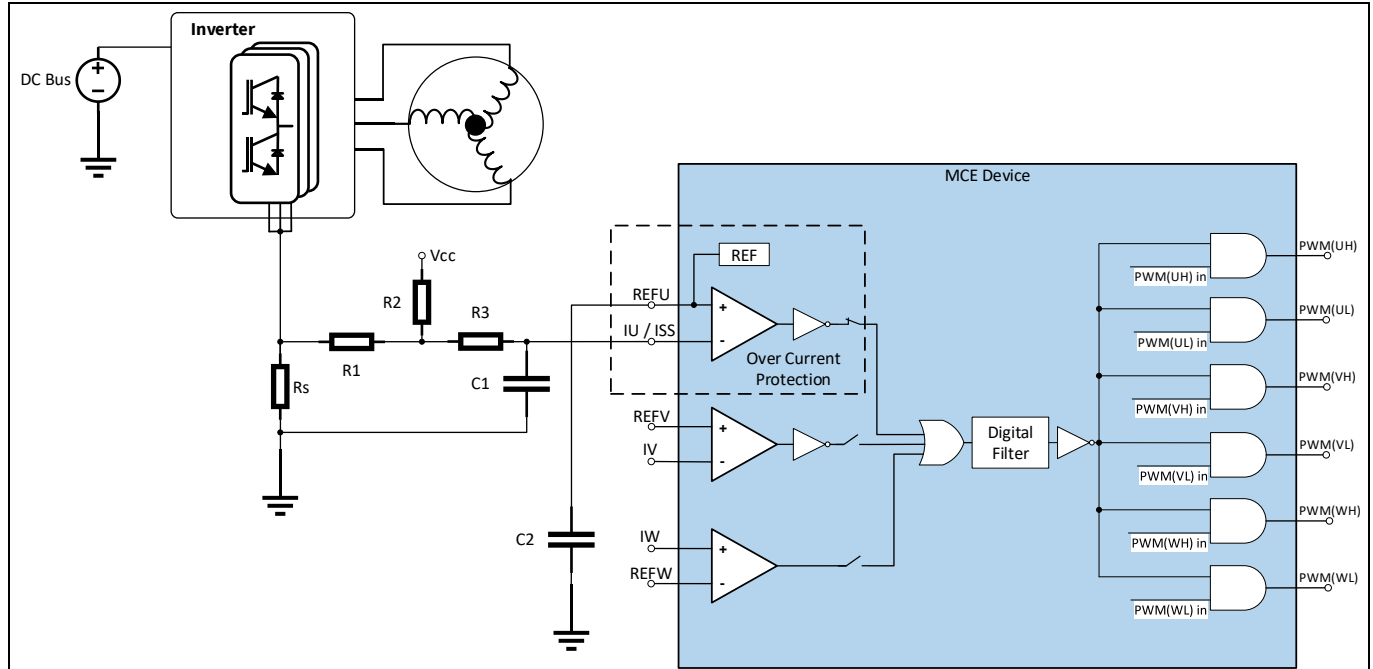 Inverter
DC Bus
+
-
MCE Device
Vcc
R2
R3
R1
Rs
C1
C2
REF
REFU
IU / ISS
+
-
Over Current
Protection
REFV
IV
+
-
IW
REFW
+
-
Digital
Filter
PWM(UH)
PWM(UH) in
PWM(UL)
PWM(UL) in
PWM(VH)
PWM(VH) in
PWM(VL)
PWM(VL) in
PWM(WH)
PWM(WH) in
PWM(WL)
PWM(WL) in